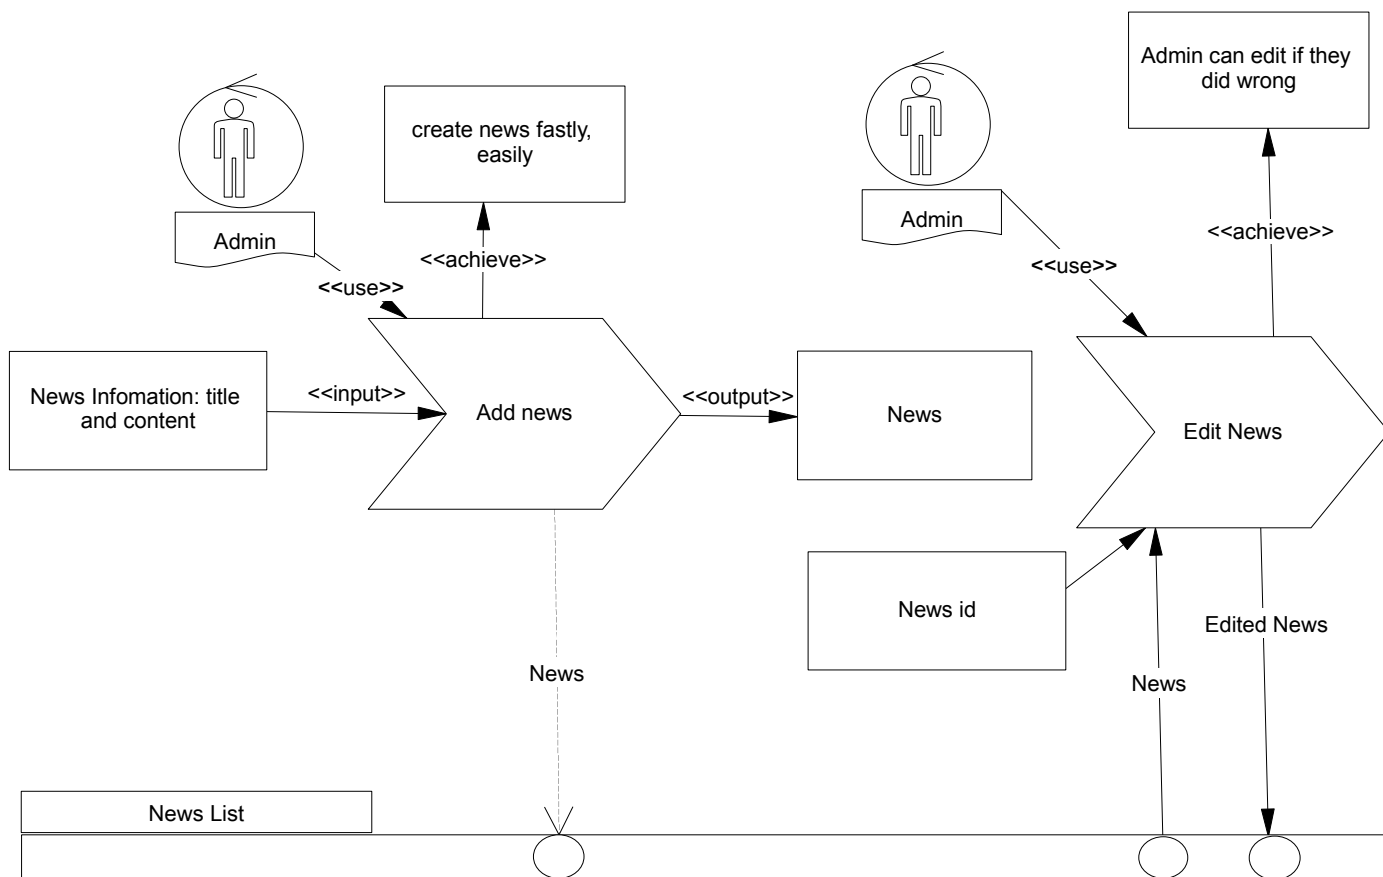 Admin can edit if they
did wrong
create news fastly,
easily
Admin
Admin
<<achieve>>
<<achieve>>
<<use>>
<<use>>
News Infomation: title
and content
<<input>>
Add news
<<output>>
News
Edit News
News id
Edited News
News
News
News List